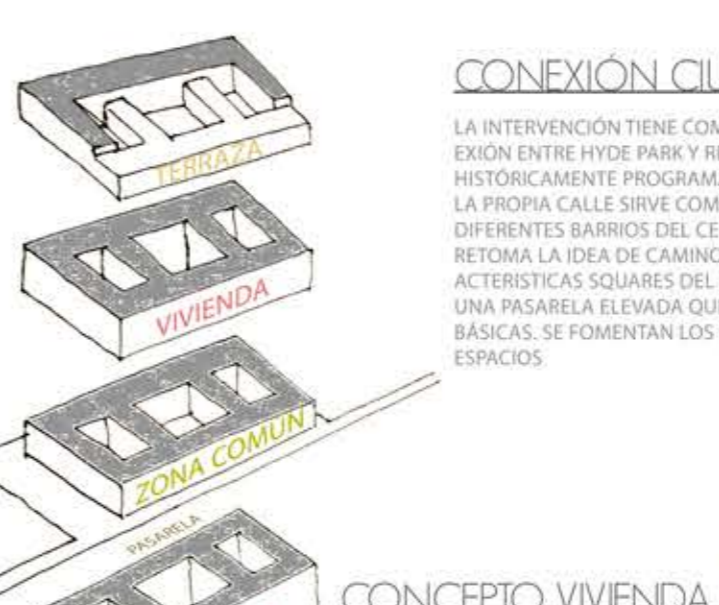 CONEXIÓN CIU
LA INTERVENCIÓN TIENE COM
EXIÓN ENTRE HYDE PARK Y RE
HISTÓRICAMENTE PROGRAMA
LA PROPIA CALLE SIRVE COM
DIFERENTES BARRIOS DEL CE
RETOMA LA IDEA DE CAMINO
ACTERISTICAS SQUARES DEL
UNA PASARELA ELEVADA QU
BÁSICAS. SE FOMENTAN LOS
ESPACIOS
TERRAZA
VIVIENDA
ZONA COMUN
PASARELA
CONCEPTO VIVIENDA